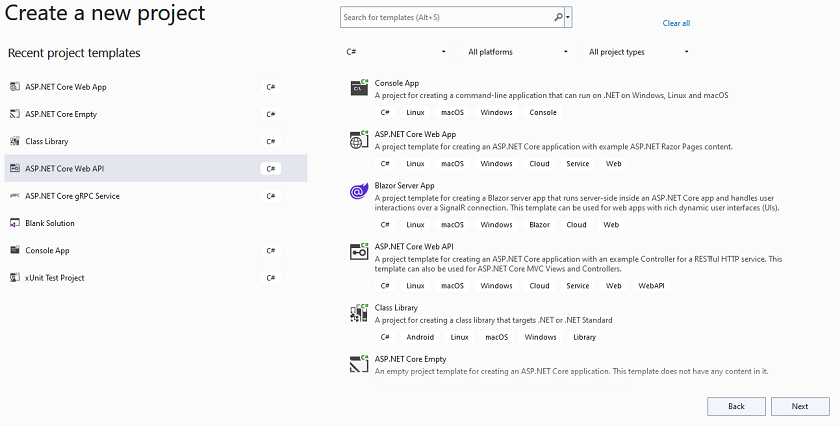 Create a new project
Search for templates (Alt+S)
Clear all
C#
All platforms
All project types
Recent project templates
ASP.NET Core Web App
C#
ASP.NET Core Empty
C#
Class Library
C#
ASP.NET Core Web API
C#
ASP.NET Core gRPC Service
C#
Blank Solution
Console App
C#
xUnit Test Project
C#
Console App
A project for creating a command-line application that can run on .NET on Windows, Linux and macOS
C# Linux macOS Windows Console
ASP.NET Core Web App
A project template for creating an ASP.NET Core application with example ASP.NET Razor Pages content.
C# Linux macOS Windows Cloud Service Web
Blazor Server App
A project template for creating a Blazor server app that runs server-side inside an ASP.NET Core app and handles user
interactions over a SignalR connection. This template can be used for web apps with rich dynamic user interfaces (UIs).
C# Linux macOS Windows Blazor Cloud Web
ASP.NET Core Web API
A project template for creating an ASP.NET Core application with an example Controller for a RESTful HTTP service. This
template can also be used for ASP.NET Core MVC Views and Controllers.
C# Linux macOS Windows Cloud Service Web WebAPI
Class Library
A project for creating a class library that targets .NET or .NET Standard
C# Android Linux macOS Windows Library
ASP.NET Core Empty
An empty project template for creating an ASP.NET Core application. This template does not have any content in it.
Back
Next